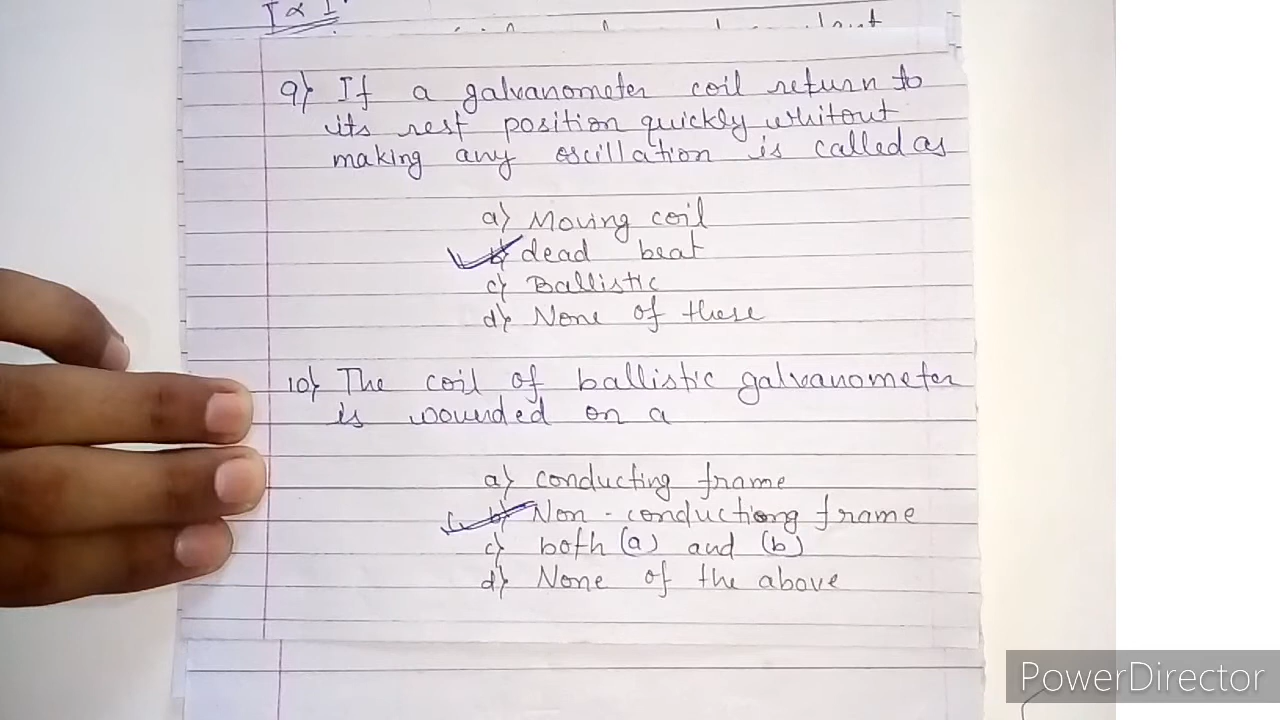 I ∝ I
9) If a galvanometer coil return to
its rest position quickly whitout
making any oscillation is called as
a) Moving coil
b) dead beat
c) Ballistic
d) None of these
10) The coil of ballistic galvanometer
is wounded on a
a) conducting frame
b) Non-conductiong frame
c) both (a) and (b)
d) None of the above
PowerDirector